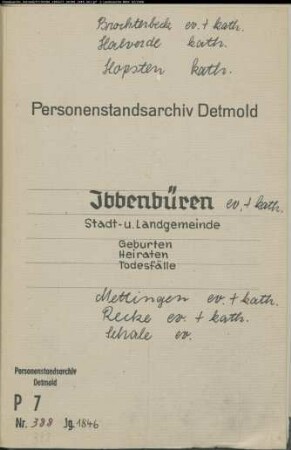 Brochterbeck ev. + kath.
Halverde kath.
Hopsten kath.
Personenstandsarchiv Detmold
Ibbenbüren ev. + kath.
Stadt- u. Landgemeinde
Geburten
Heiraten
Todesfälle
Mettingen ev. + kath.
Recke ev. + kath.
Schale ev.
Personenstandsarchiv
Detmold
P 7
Nr. 388 Jg. 1846